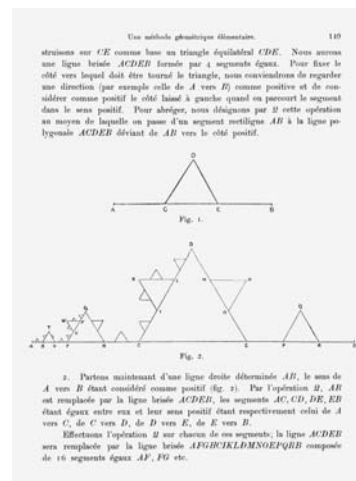 Une méthode géométrique élémentaire. 149
struisons sur CE comme base un triangle équilatéral CDE. Nous aurons
une ligne brisée ACDEB formée par 4 segments égaux. Pour fixer le
côté vers lequel doit être tourné le triangle, nous conviendrons de regarder
une direction (par exemple celle de A vers B) comme positive et de con-
sidérer comme positif le côté laissé à gauche quand on parcourt le segment
dans le sens positif. Pour abréger, nous désignons par Ω cette opération
au moyen de laquelle on passe d'un segment rectiligne AB à la ligne po-
lygonale ACDEB déviant de AB vers le côté positif.
D
A C E B
Fig. 1.
D
G
Q
E P R
Fig. 2.
2. Partons maintenant d'une ligne droite déterminée AB, le sens de
A vers B étant considéré comme positif (fig. 2). Par l'opération Ω, AB
est remplacée par la ligne brisée ACDEB, les segments AC, CD, DE, EB
étant égaux entre eux et leur sens positif étant respectivement celui de A
vers C, de C vers D, de D vers E, de E vers B.
Effectuons l'opération Ω sur chacun de ces segments; la ligne ACDEB
sera remplacée par la ligne brisée AFGHCIKLDMNOEPQRB composée
de 16 segments égaux AF, FG etc.